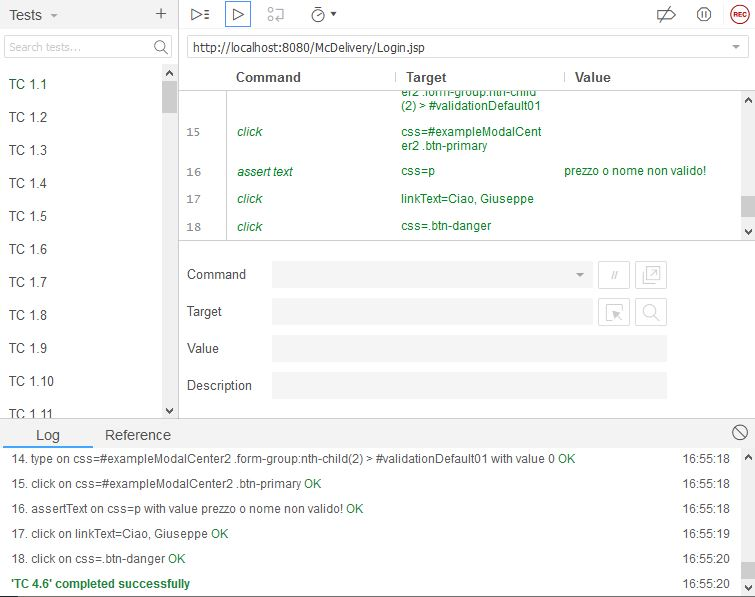 Tests
+
REC
Search tests...
http://localhost:8080/McDelivery/Login.jsp
Command Target Value
TC 1.1
TC 1.2
TC 1.3
TC 1.4
TC 1.5
TC 1.6
TC 1.7
TC 1.8
TC 1.9
TC 1.10
TC 1.11
er2 .form-group:nth-child
(2) > #validationDefault01
15 click css=#exampleModalCent
er2 .btn-primary
16 assert text css=p prezzo o nome non valido!
17 click linkText=Ciao, Giuseppe
18 click css=.btn-danger
Command //
Target
Value
Description
Log Reference
14. type on css=#exampleModalCenter2 .form-group:nth-child(2) > #validationDefault01 with value 0 OK 16:55:18
15. click on css=#exampleModalCenter2 .btn-primary OK 16:55:18
16. assertText on css=p with value prezzo o nome non valido! OK 16:55:18
17. click on linkText=Ciao, Giuseppe OK 16:55:19
18. click on css=.btn-danger OK 16:55:20
'TC 4.6' completed successfully 16:55:20